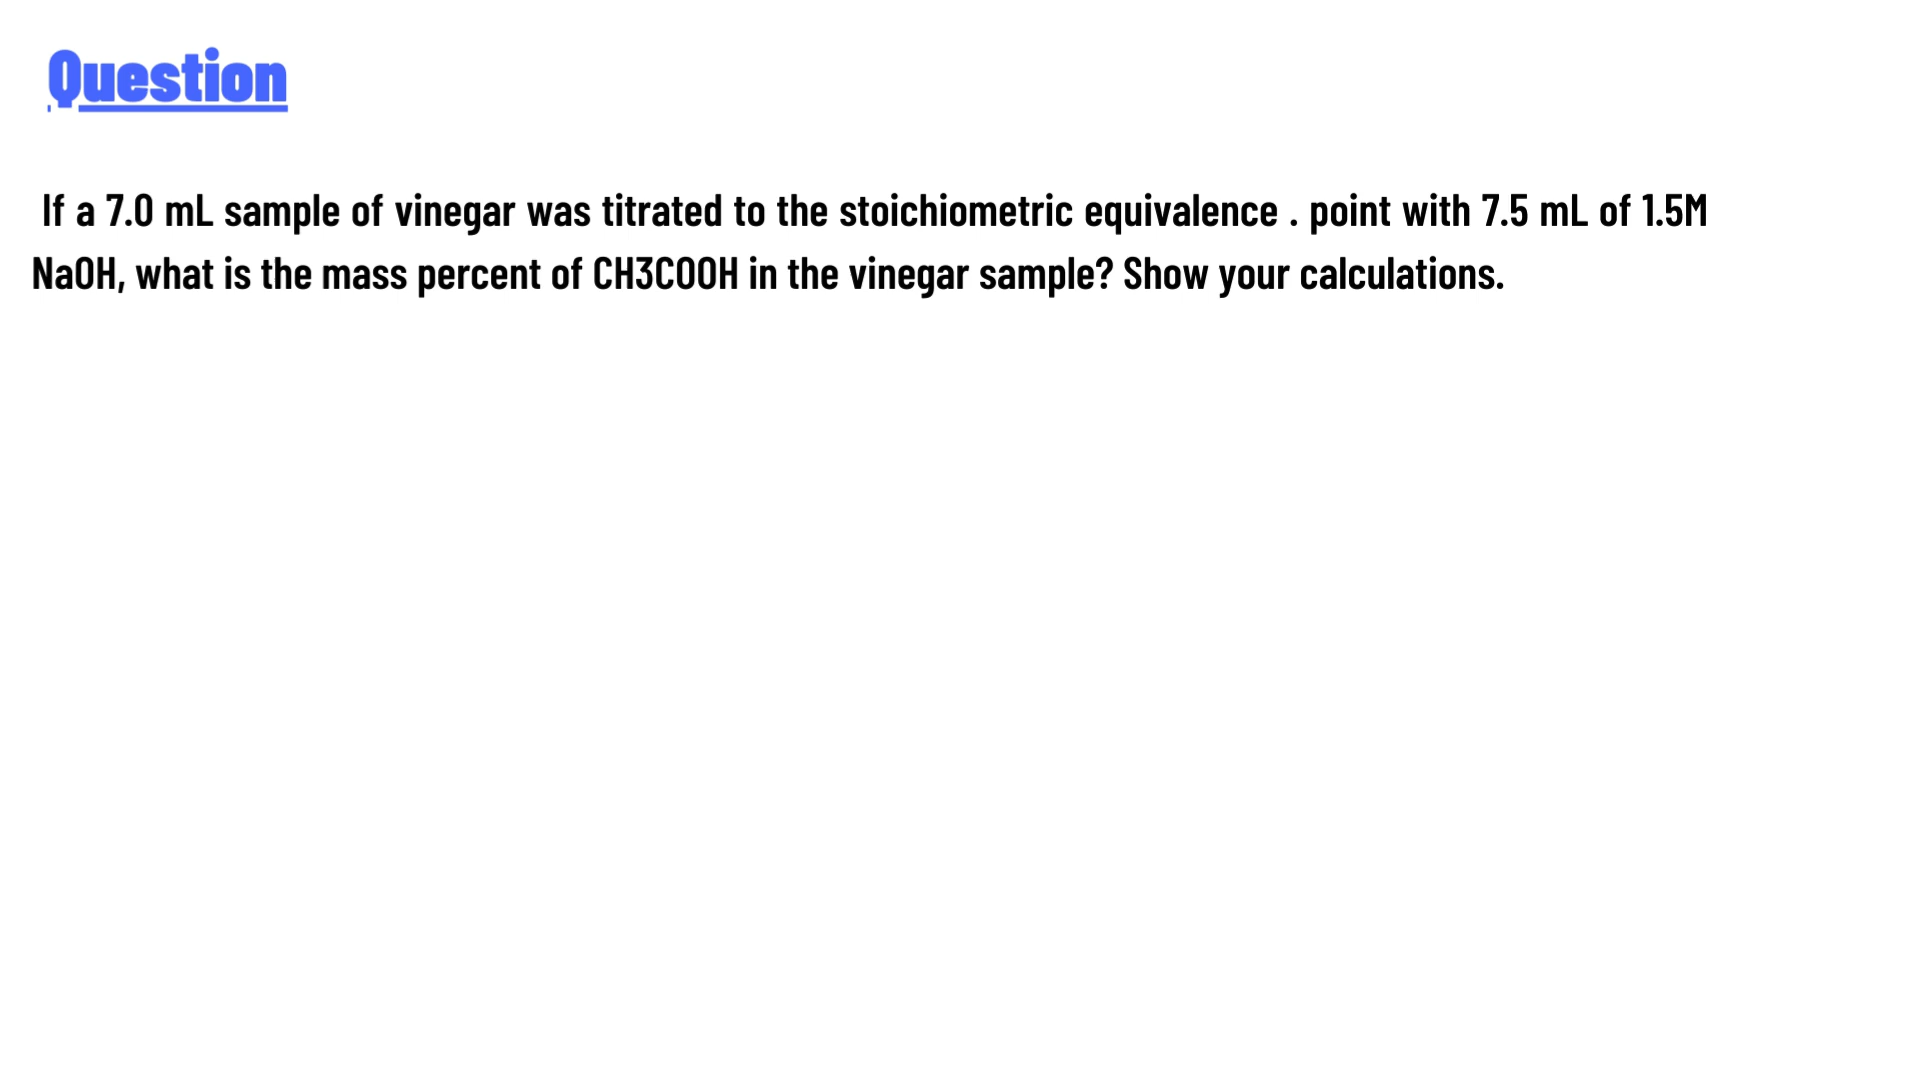 Question
If a 7.0 mL sample of vinegar was titrated to the stoichiometric equivalence . point with 7.5 mL of 1.5M
NaOH, what is the mass percent of CH3COOH in the vinegar sample? Show your calculations.